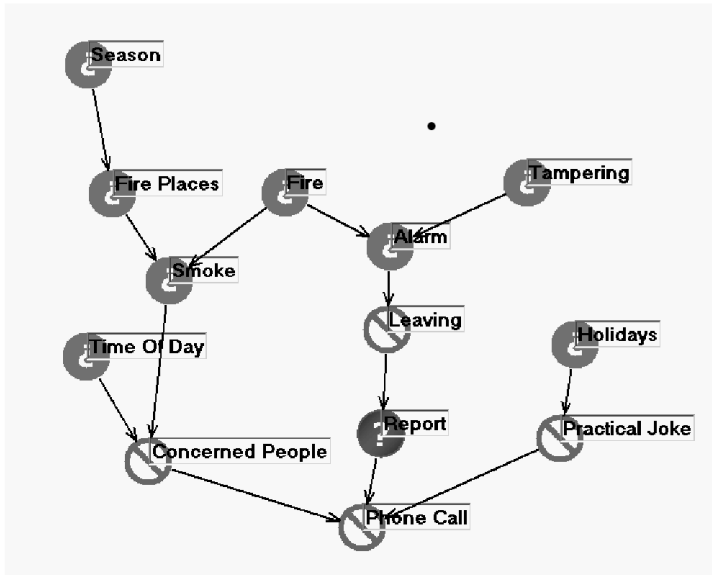 Season
Fire Places
Fire
Tampering
Alarm
Smoke
Leaving
Time Of Day
Holidays
Report
Practical Joke
Concerned People
Phone Call